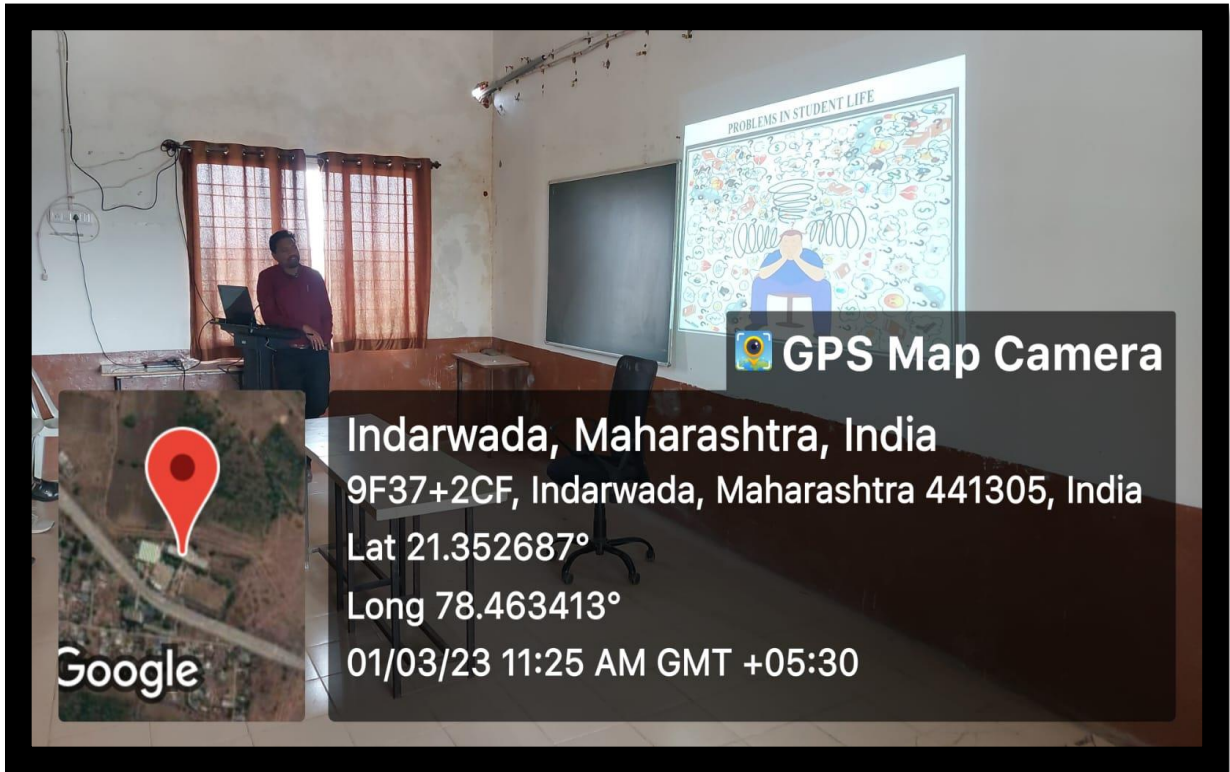 PROBLEMS IN STUDENT LIFE
GPS Map Camera
Indarwada, Maharashtra, India
9F37+2CF, Indarwada, Maharashtra 441305, India
Lat 21.352687°
Long 78.463413°
01/03/23 11:25 AM GMT +05:30
Google